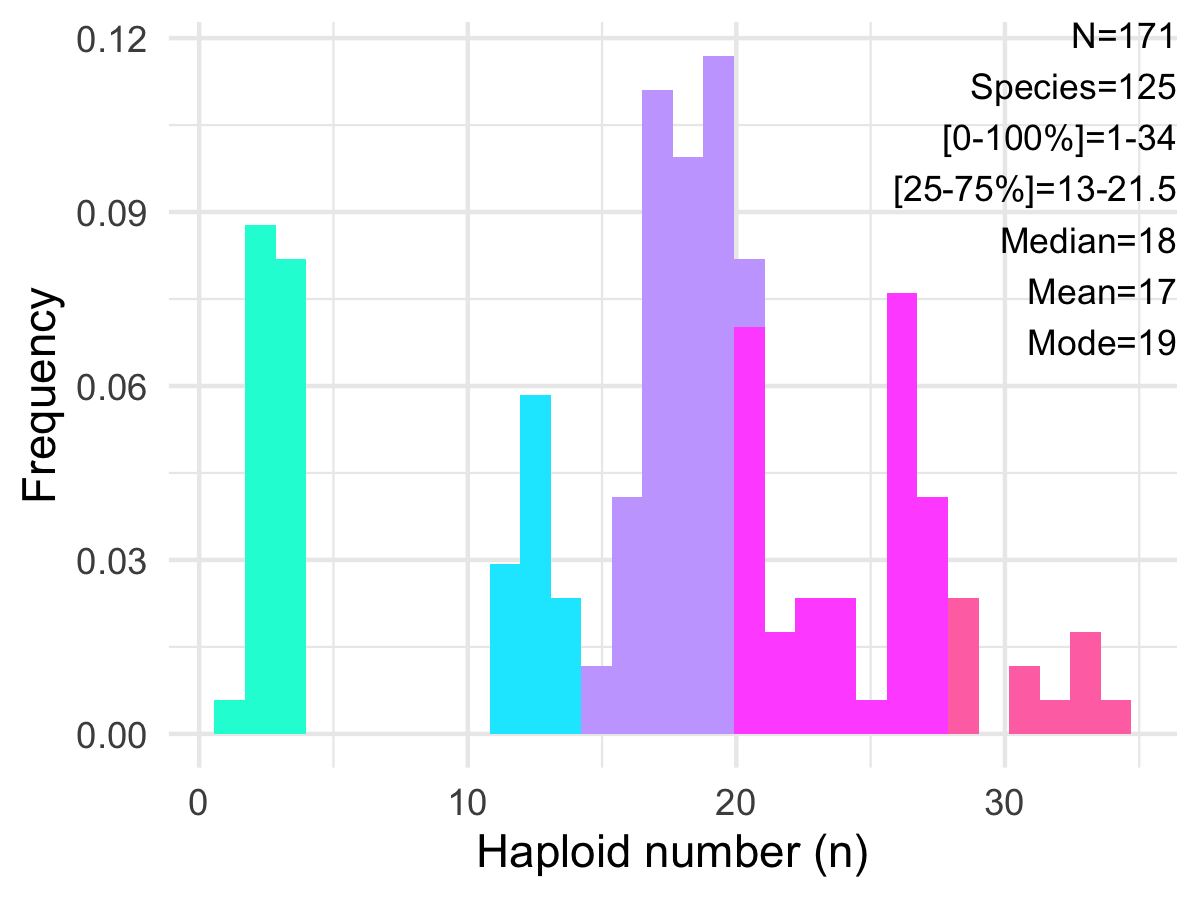 0.12
0.09
0.06
0.03
0.00
Frequency
N=171
Species=125
[0-100%]=1-34
[25-75%]=13-21.5
Median=18
Mean=17
Mode=19
0 10 20 30
Haploid number (n)